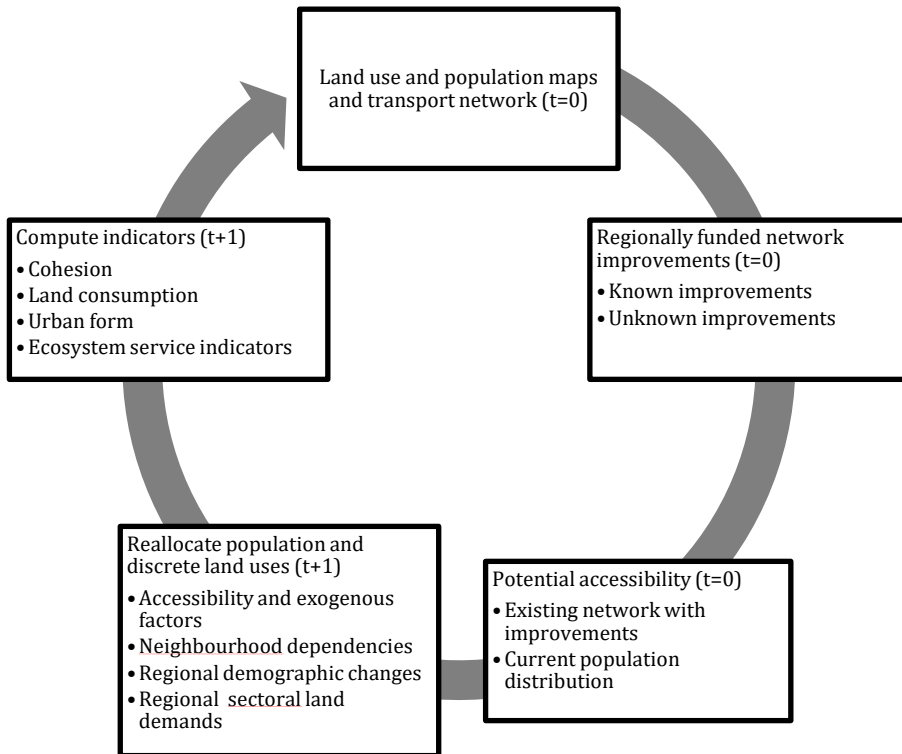 Land use and population maps
and transport network (t=0)
Regionally funded network
improvements (t=0)
• Known improvements
• Unknown improvements
Potential accessibility (t=0)
• Existing network with
improvements
• Current population
distribution
Reallocate population and
discrete land uses (t+1)
• Accessibility and exogenous
factors
• Neighbourhood dependencies
• Regional demographic changes
• Regional  sectoral land
demands
Compute indicators (t+1)
• Cohesion
• Land consumption
• Urban form
• Ecosystem service indicators